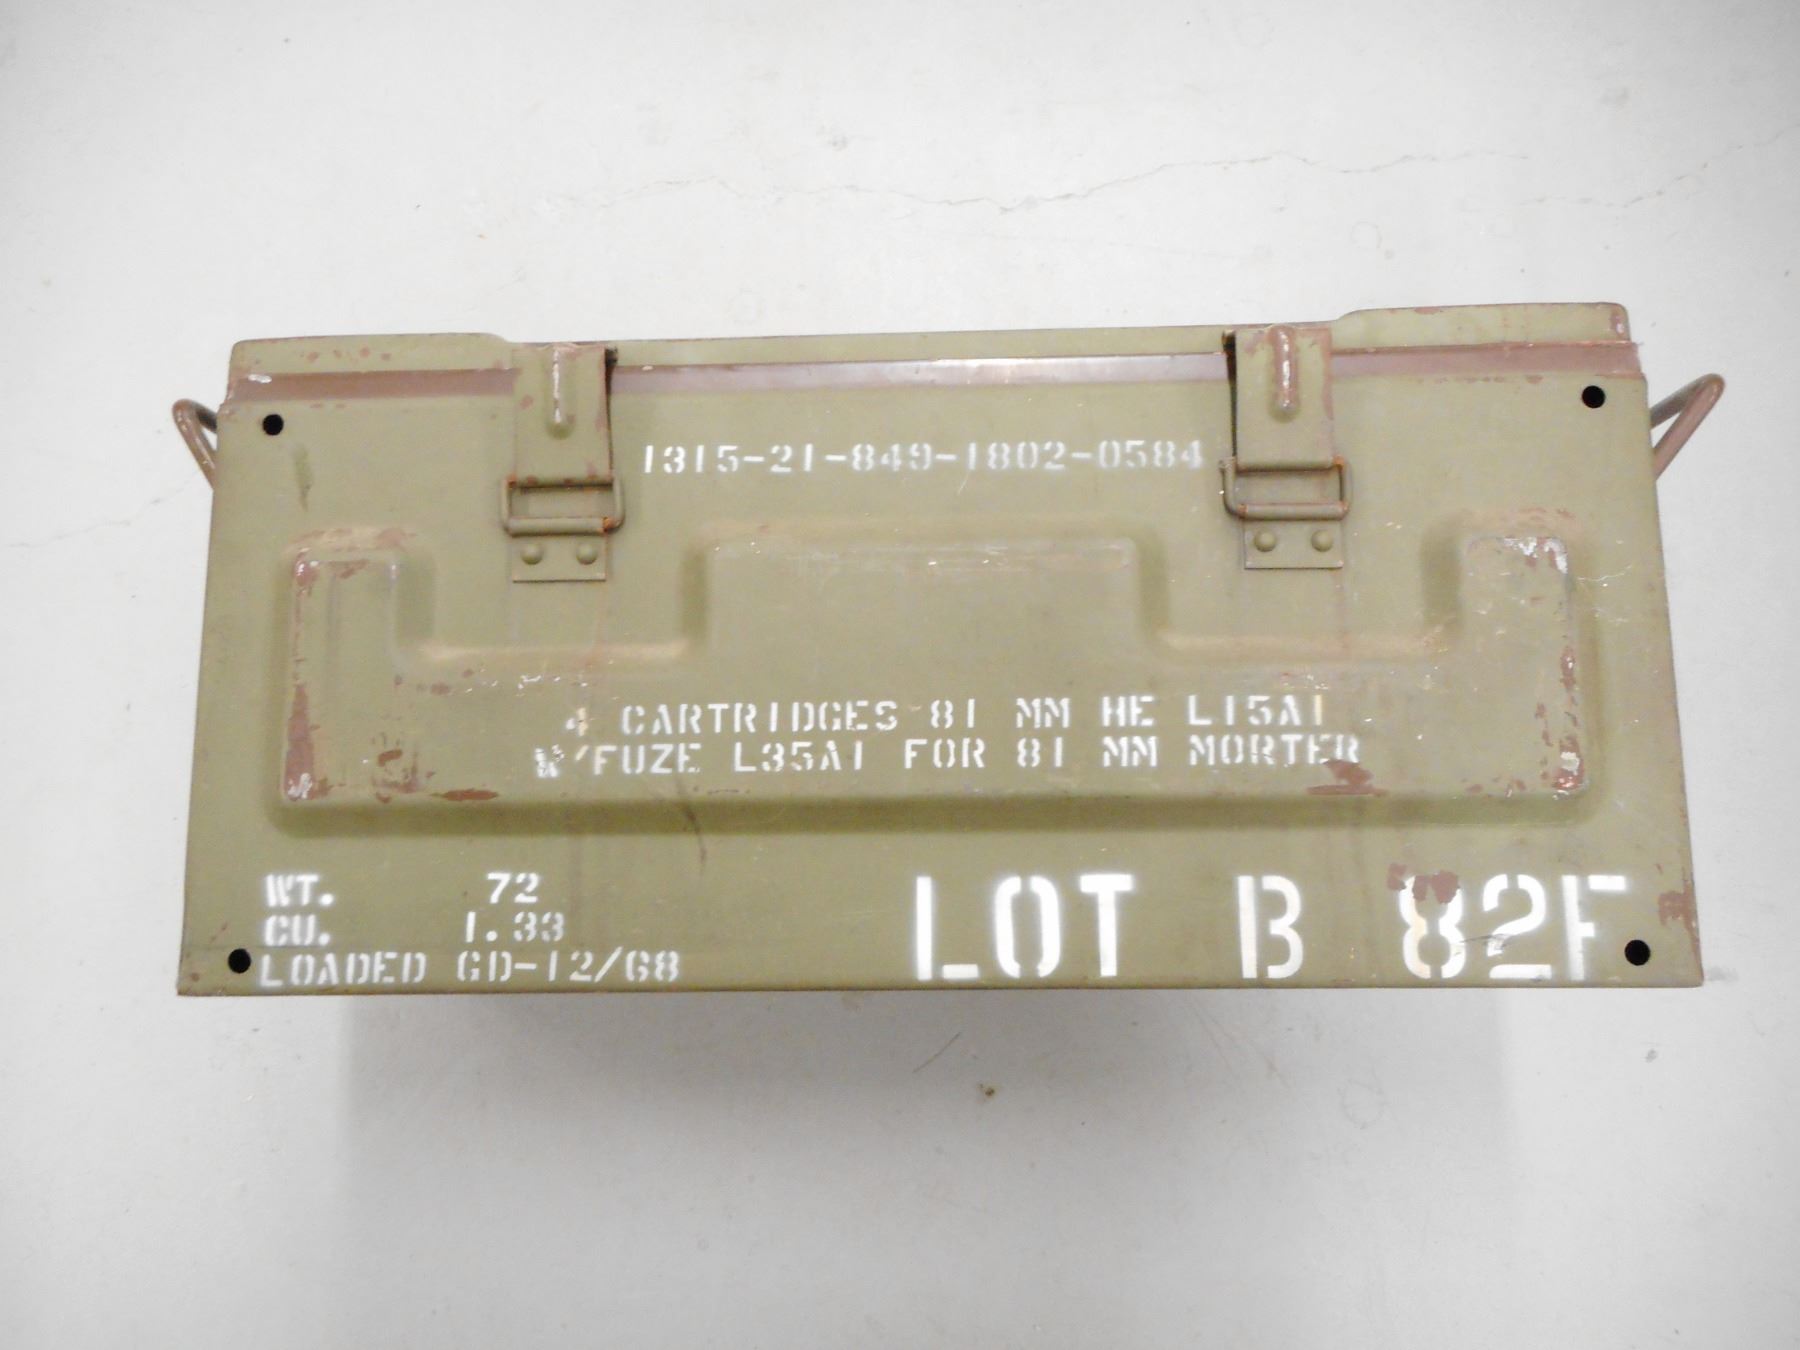 1315-21-849-1802-0584
4 CARTRIDGES 81 MM HE L15A1
W/FUZE L35A1 FOR 81 MM MORTER
WT. 72
CU. 1.33
LOADED GD-12/68
LOT B 82F